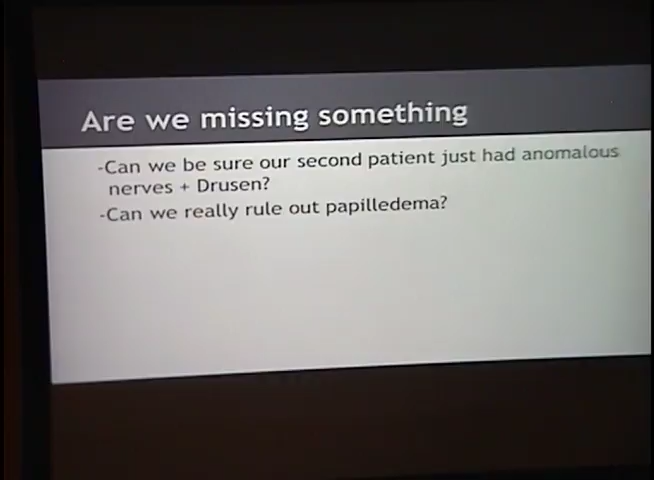 Are we missing something
-Can we be sure our second patient just had anomalous
nerves + Drusen?
-Can we really rule out papilledema?